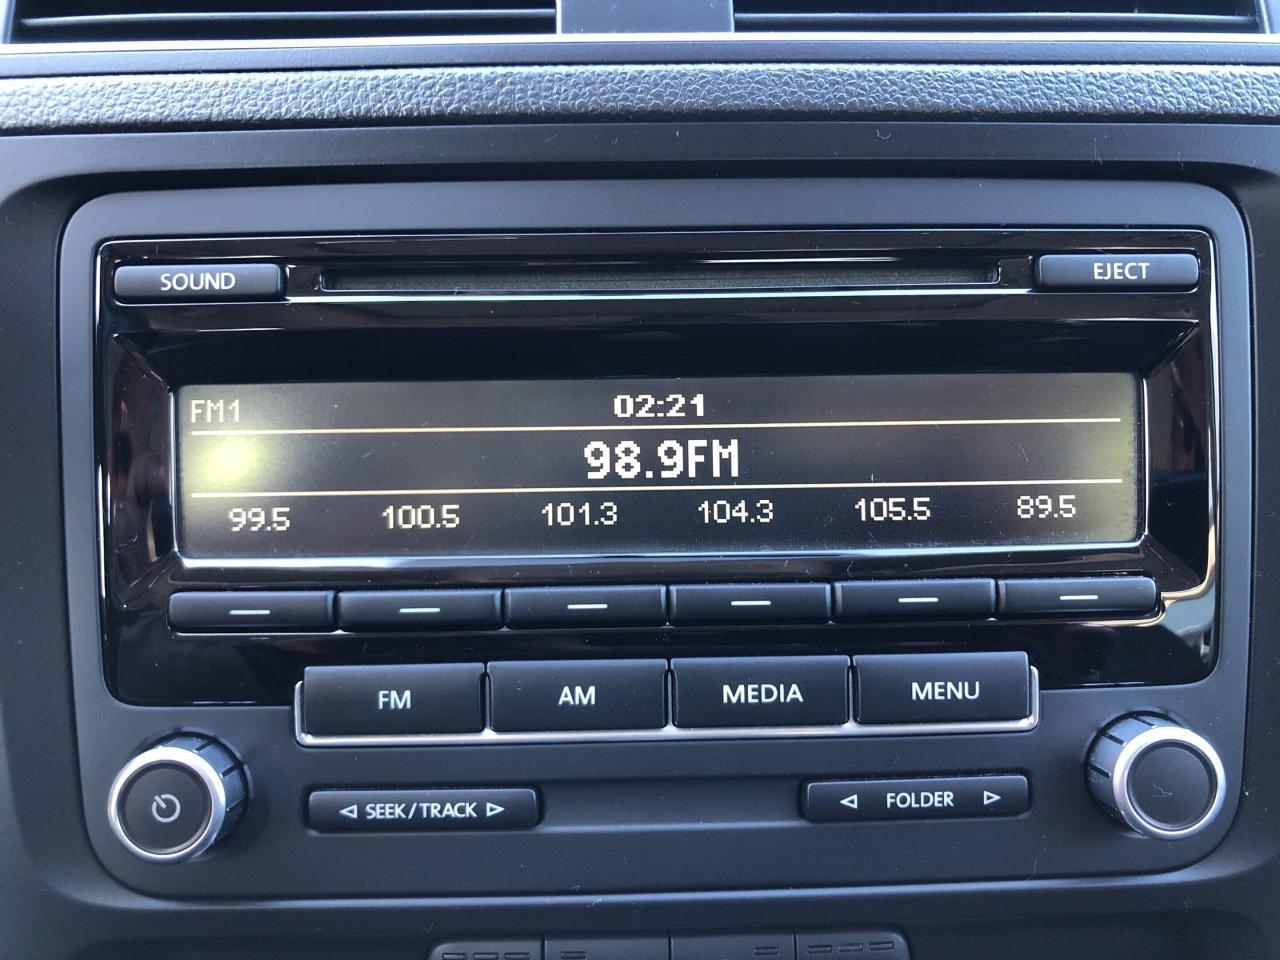 SOUND EJECT
FM1 02:21
98.9FM
99.5 100.5 101.3 104.3 105.5 89.5
FM AM MEDIA MENU
SEEK/TRACK FOLDER